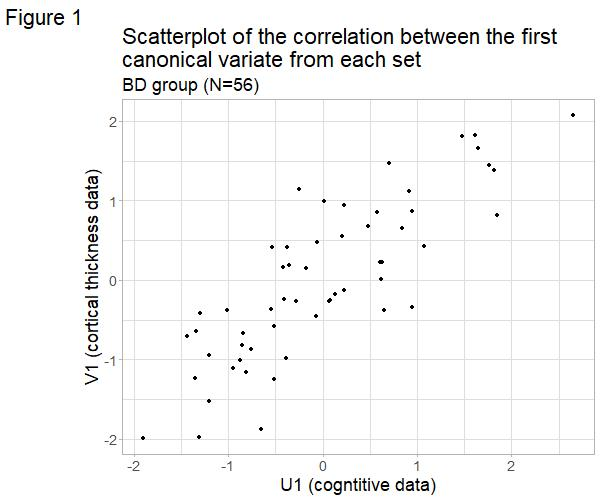 Figure 1
Scatterplot of the correlation between the first
canonical variate from each set
BD group (N=56)
V1 (cortical thickness data)
2
1
0
-1
-2
-2
-1
0
1
2
U1 (cogntitive data)